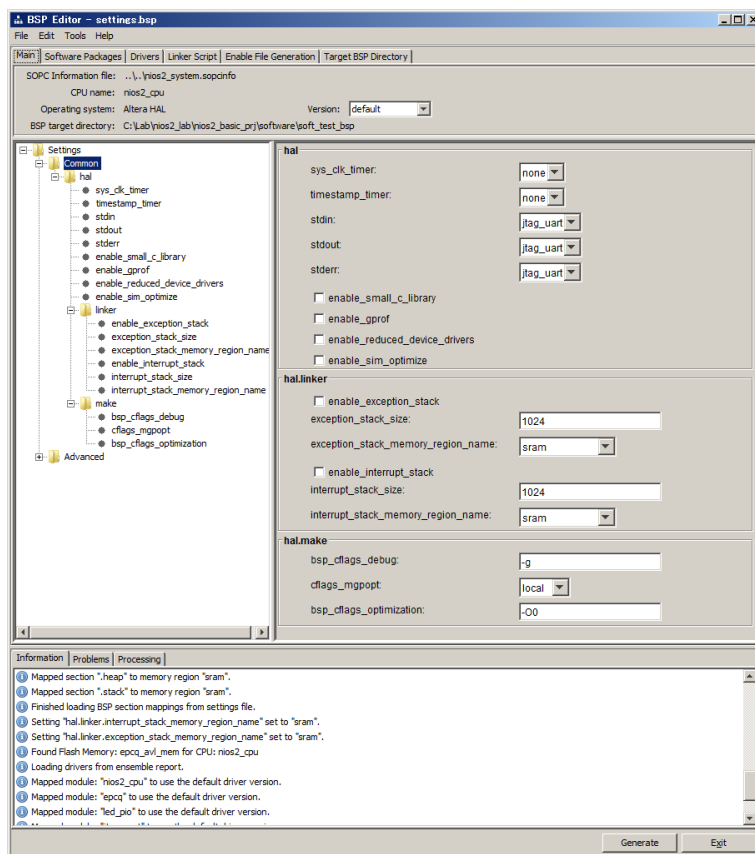 BSP Editor - settings.bsp
File Edit Tools Help
Main Software Packages Drivers Linker Script Enable File Generation Target BSP Directory
SOPC Information file: ..\..\nios2_system.sopcinfo
CPU name: nios2_cpu
Operating system: Altera HAL Version: default
BSP target directory: C:\Lab\nios2_lab\nios2_basic_prj\software\soft_test_bsp
Settings
Common
hal
sys_clk_timer
timestamp_timer
stdin
stdout
stderr
enable_small_c_library
enable_gprof
enable_reduced_device_drivers
enable_sim_optimize
linker
enable_exception_stack
exception_stack_size
exception_stack_memory_region_name
enable_interrupt_stack
interrupt_stack_size
interrupt_stack_memory_region_name
make
bsp_cflags_debug
cflags_mgpopt
bsp_cflags_optimization
Advanced
hal
sys_clk_timer: none
timestamp_timer: none
stdin: jtag_uart
stdout: jtag_uart
stderr: jtag_uart
enable_small_c_library
enable_gprof
enable_reduced_device_drivers
enable_sim_optimize
hal.linker
enable_exception_stack
exception_stack_size: 1024
exception_stack_memory_region_name: sram
enable_interrupt_stack
interrupt_stack_size: 1024
interrupt_stack_memory_region_name: sram
hal.make
bsp_cflags_debug: -g
cflags_mgpopt: local
bsp_cflags_optimization: -O0
Information Problems Processing
Mapped section ".heap" to memory region "sram".
Mapped section ".stack" to memory region "sram".
Finished loading BSP section mappings from settings file.
Setting "hal.linker.interrupt_stack_memory_region_name" set to "sram".
Setting "hal.linker.exception_stack_memory_region_name" set to "sram".
Found Flash Memory: epcq_avl_mem for CPU: nios2_cpu
Loading drivers from ensemble report.
Mapped module: "nios2_cpu" to use the default driver version.
Mapped module: "epcq" to use the default driver version.
Mapped module: "led_pio" to use the default driver version.
Generate Exit